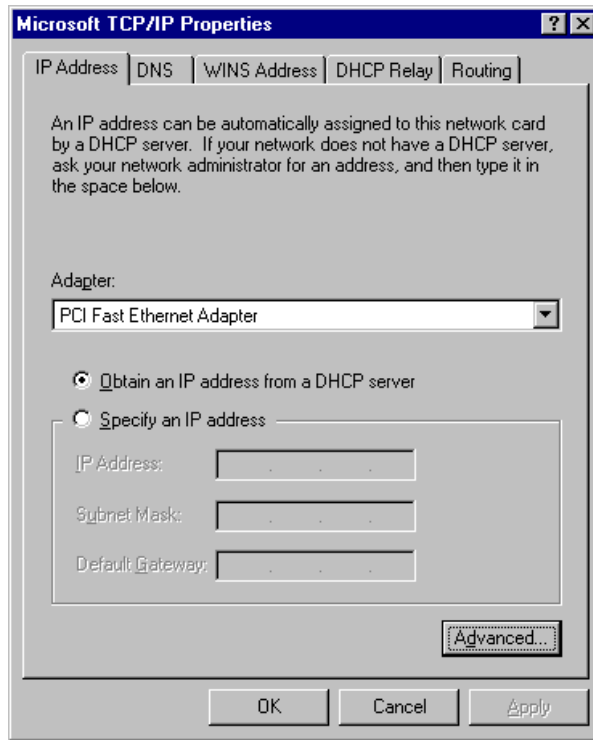 Microsoft TCP/IP Properties
IP Address DNS WINS Address DHCP Relay Routing
An IP address can be automatically assigned to this network card
by a DHCP server. If your network does not have a DHCP server,
ask your network administrator for an address, and then type it in
the space below.
Adapter:
PCI Fast Ethernet Adapter
Obtain an IP address from a DHCP server
Specify an IP address
IP Address:
Subnet Mask:
Default Gateway:
Advanced...
OK Cancel Apply